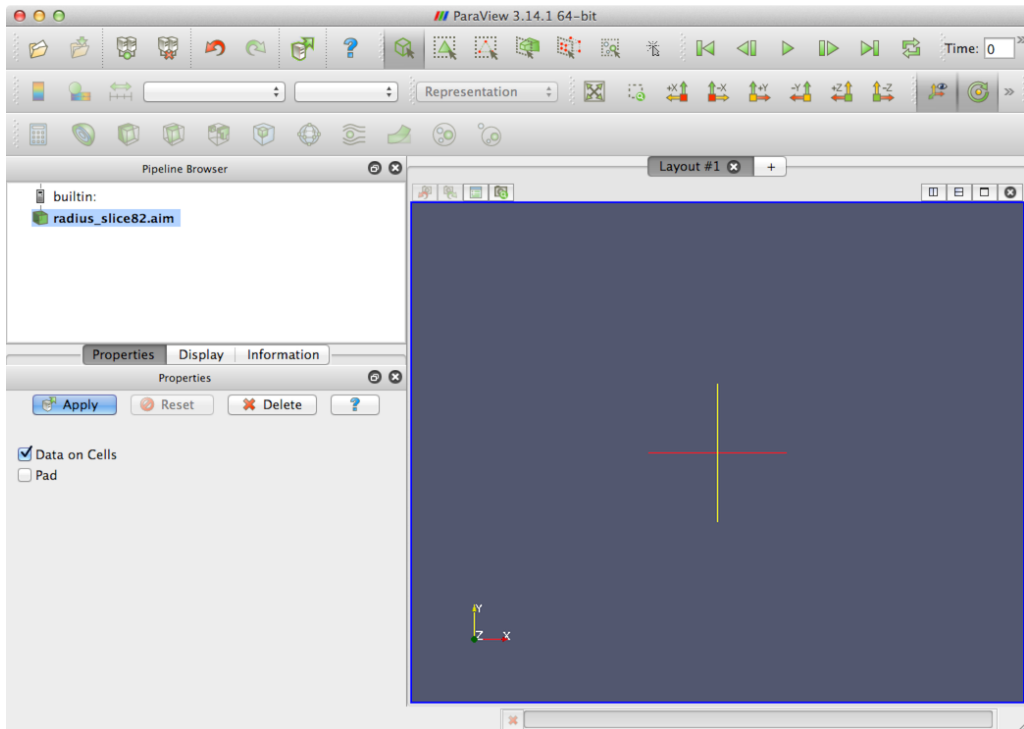 ParaView 3.14.1 64-bit
?
Time: 0
»
Representation
+X -X +Y -Y +Z -Z
»
Pipeline Browser
Layout #1
+
builtin:
radius_slice82.aim
Properties Display Information
Properties
Apply Reset Delete ?
Data on Cells
Pad
Y
Z X